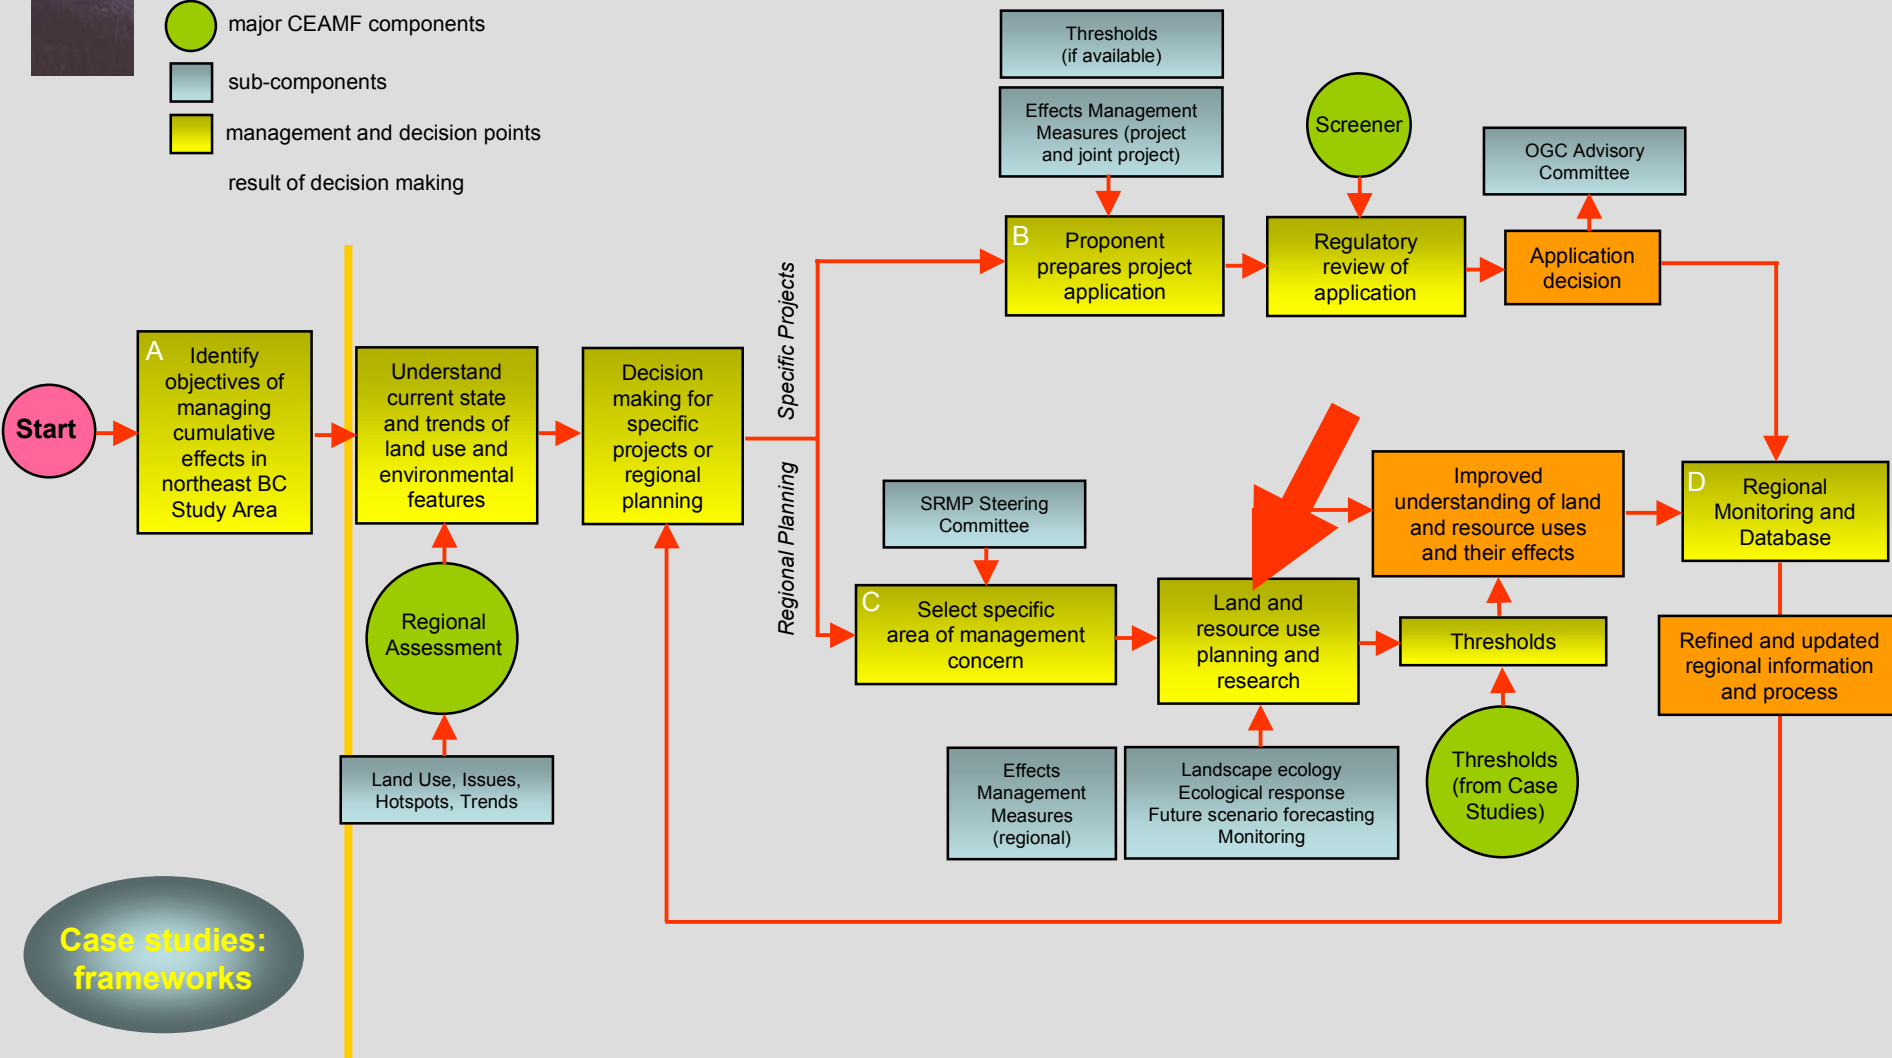 major CEAMF components
sub-components
management and decision points
result of decision making
Thresholds
(if available)
Effects Management
Measures (project
and joint project)
Screener
OGC Advisory
Committee
B
Proponent
prepares project
application
Regulatory
review of
application
Application
decision
Specific Projects
Start
A
Identify
objectives of
managing
cumulative
effects in
northeast BC
Study Area
Understand
current state
and trends of
land use and
environmental
features
Decision
making for
specific
projects or
regional
planning
Regional Planning
SRMP Steering
Committee
Improved
understanding of land
and resource uses
and their effects
D
Regional
Monitoring and
Database
C
Select specific
area of management
concern
Land and
resource use
planning and
research
Thresholds
Refined and updated
regional information
and process
Regional
Assessment
Land Use, Issues,
Hotspots, Trends
Effects
Management
Measures
(regional)
Landscape ecology
Ecological response
Future scenario forecasting
Monitoring
Thresholds
(from Case
Studies)
Case studies:
frameworks